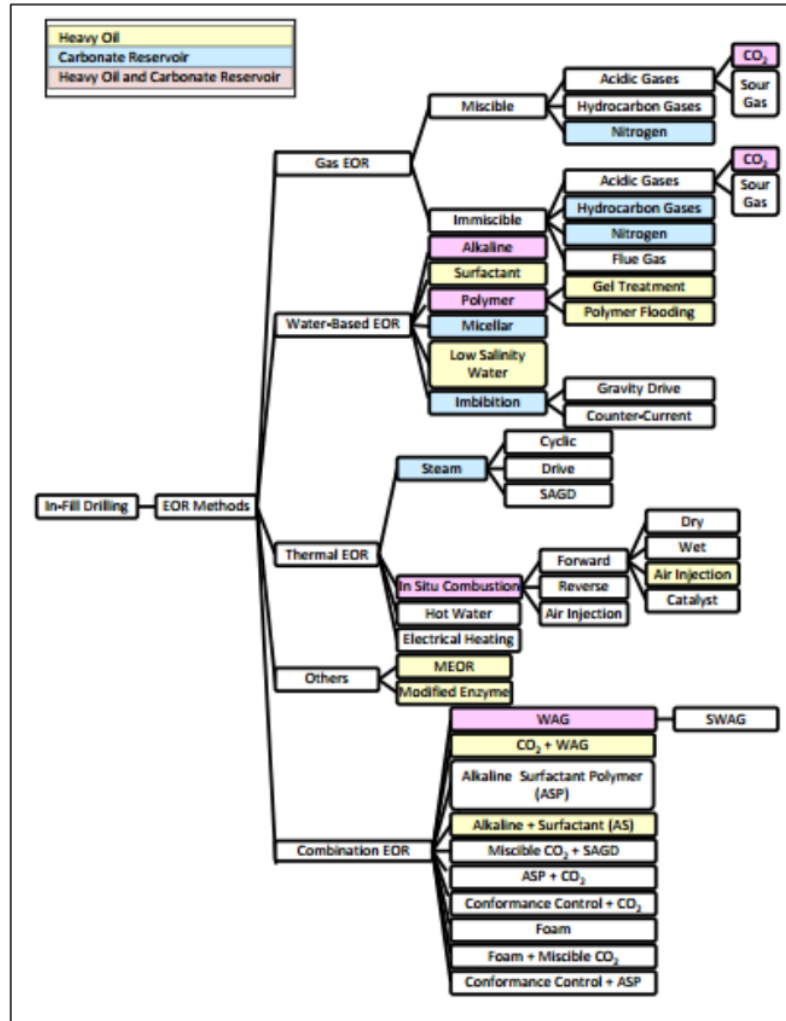 Heavy Oil
Carbonate Reservoir
Heavy Oil and Carbonate Reservoir
In-Fill Drilling
EOR Methods
Gas EOR
Miscible
Acidic Gases
CO₂
Sour
Gas
Hydrocarbon Gases
Nitrogen
Immiscible
Acidic Gases
CO₂
Sour
Gas
Hydrocarbon Gases
Nitrogen
Flue Gas
Water-Based EOR
Alkaline
Surfactant
Polymer
Gel Treatment
Polymer Flooding
Micellar
Low Salinity
Water
Imbibition
Gravity Drive
Counter-Current
Thermal EOR
Steam
Cyclic
Drive
SAGD
In Situ Combustion
Forward
Dry
Wet
Air Injection
Catalyst
Reverse
Air Injection
Hot Water
Electrical Heating
Others
MEOR
Modified Enzyme
Combination EOR
WAG
SWAG
CO₂ + WAG
Alkaline Surfactant Polymer
(ASP)
Alkaline + Surfactant (AS)
Miscible CO₂ + SAGD
ASP + CO₂
Conformance Control + CO₂
Foam
Foam + Miscible CO₂
Conformance Control + ASP